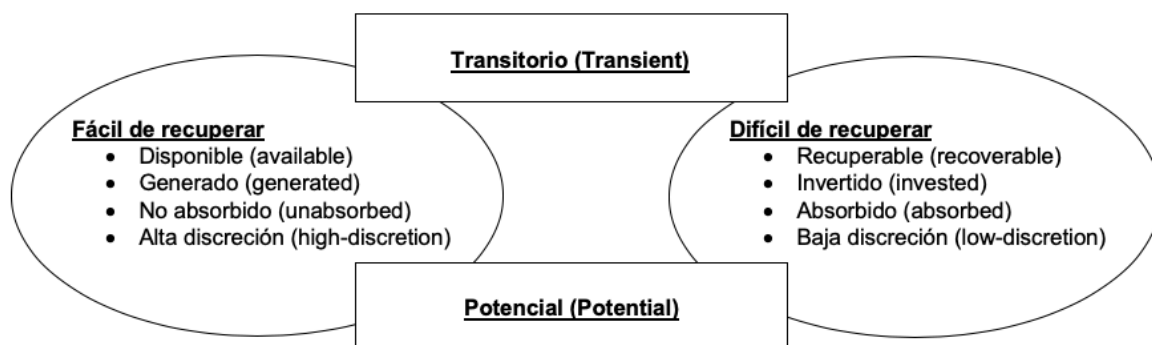 Transitorio (Transient)
Fácil de recuperar
• Disponible (available)
• Generado (generated)
• No absorbido (unabsorbed)
• Alta discreción (high-discretion)
Difícil de recuperar
• Recuperable (recoverable)
• Invertido (invested)
• Absorbido (absorbed)
• Baja discreción (low-discretion)
Potencial (Potential)